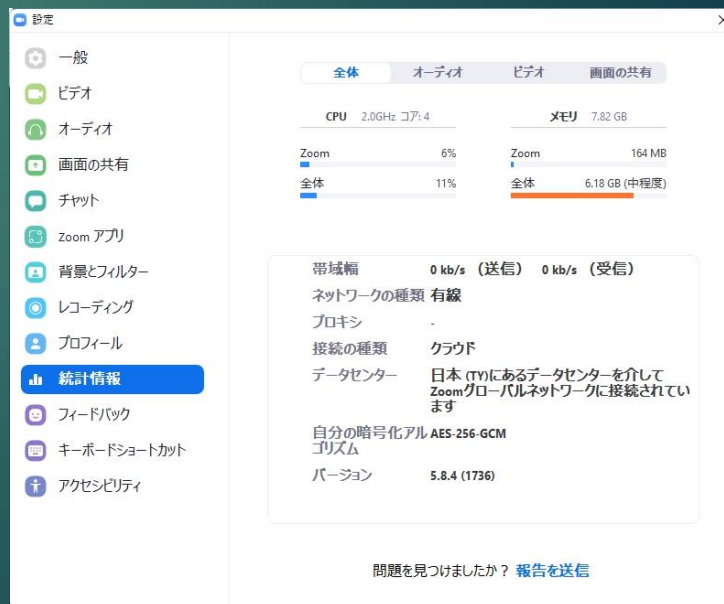 設定
一般
ビデオ
オーディオ
画面の共有
チャット
Zoom アプリ
背景とフィルター
レコーディング
プロフィール
統計情報
フィードバック
キーボードショートカット
アクセシビリティ
全体 オーディオ ビデオ 画面の共有
CPU 2.0GHz コア: 4 メモリ 7.82 GB
Zoom 6% Zoom 164 MB
全体 11% 全体 6.18 GB (中程度)
帯域幅 0 kb/s （送信） 0 kb/s （受信）
ネットワークの種類 有線
プロキシ -
接続の種類 クラウド
データセンター 日本 (TY)にあるデータセンターを介して
Zoomグローバルネットワークに接続されてい
ます
自分の暗号化アル AES-256-GCM
ゴリズム
バージョン 5.8.4 (1736)
問題を見つけましたか？ 報告を送信